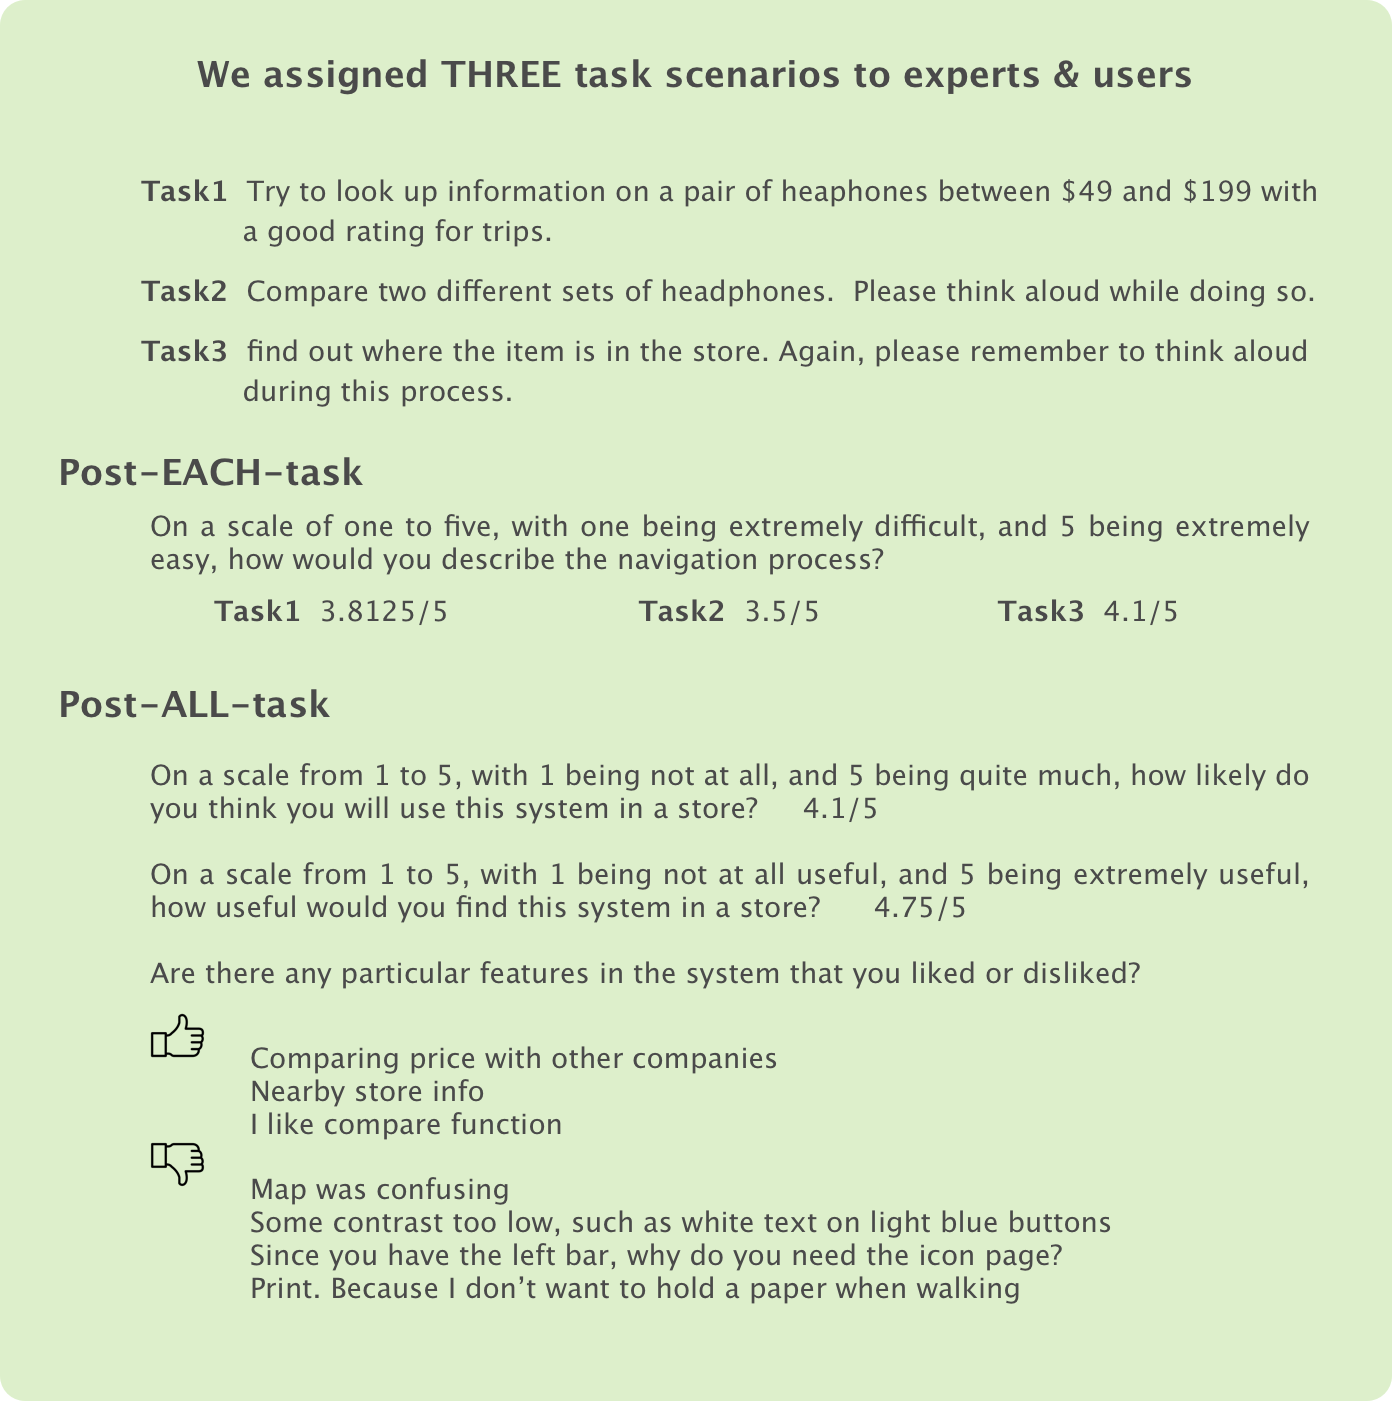 We assigned THREE task scenarios to experts & users
Task1 Try to look up information on a pair of heaphones between $49 and $199 with
a good rating for trips.
Task2 Compare two different sets of headphones. Please think aloud while doing so.
Task3 find out where the item is in the store. Again, please remember to think aloud
during this process.
Post-EACH-task
On a scale of one to five, with one being extremely difficult, and 5 being extremely
easy, how would you describe the navigation process?
Task1 3.8125/5 Task2 3.5/5 Task3 4.1/5
Post-ALL-task
On a scale from 1 to 5, with 1 being not at all, and 5 being quite much, how likely do
you think you will use this system in a store? 4.1/5
On a scale from 1 to 5, with 1 being not at all useful, and 5 being extremely useful,
how useful would you find this system in a store? 4.75/5
Are there any particular features in the system that you liked or disliked?
Comparing price with other companies
Nearby store info
I like compare function
Map was confusing
Some contrast too low, such as white text on light blue buttons
Since you have the left bar, why do you need the icon page?
Print. Because I don’t want to hold a paper when walking